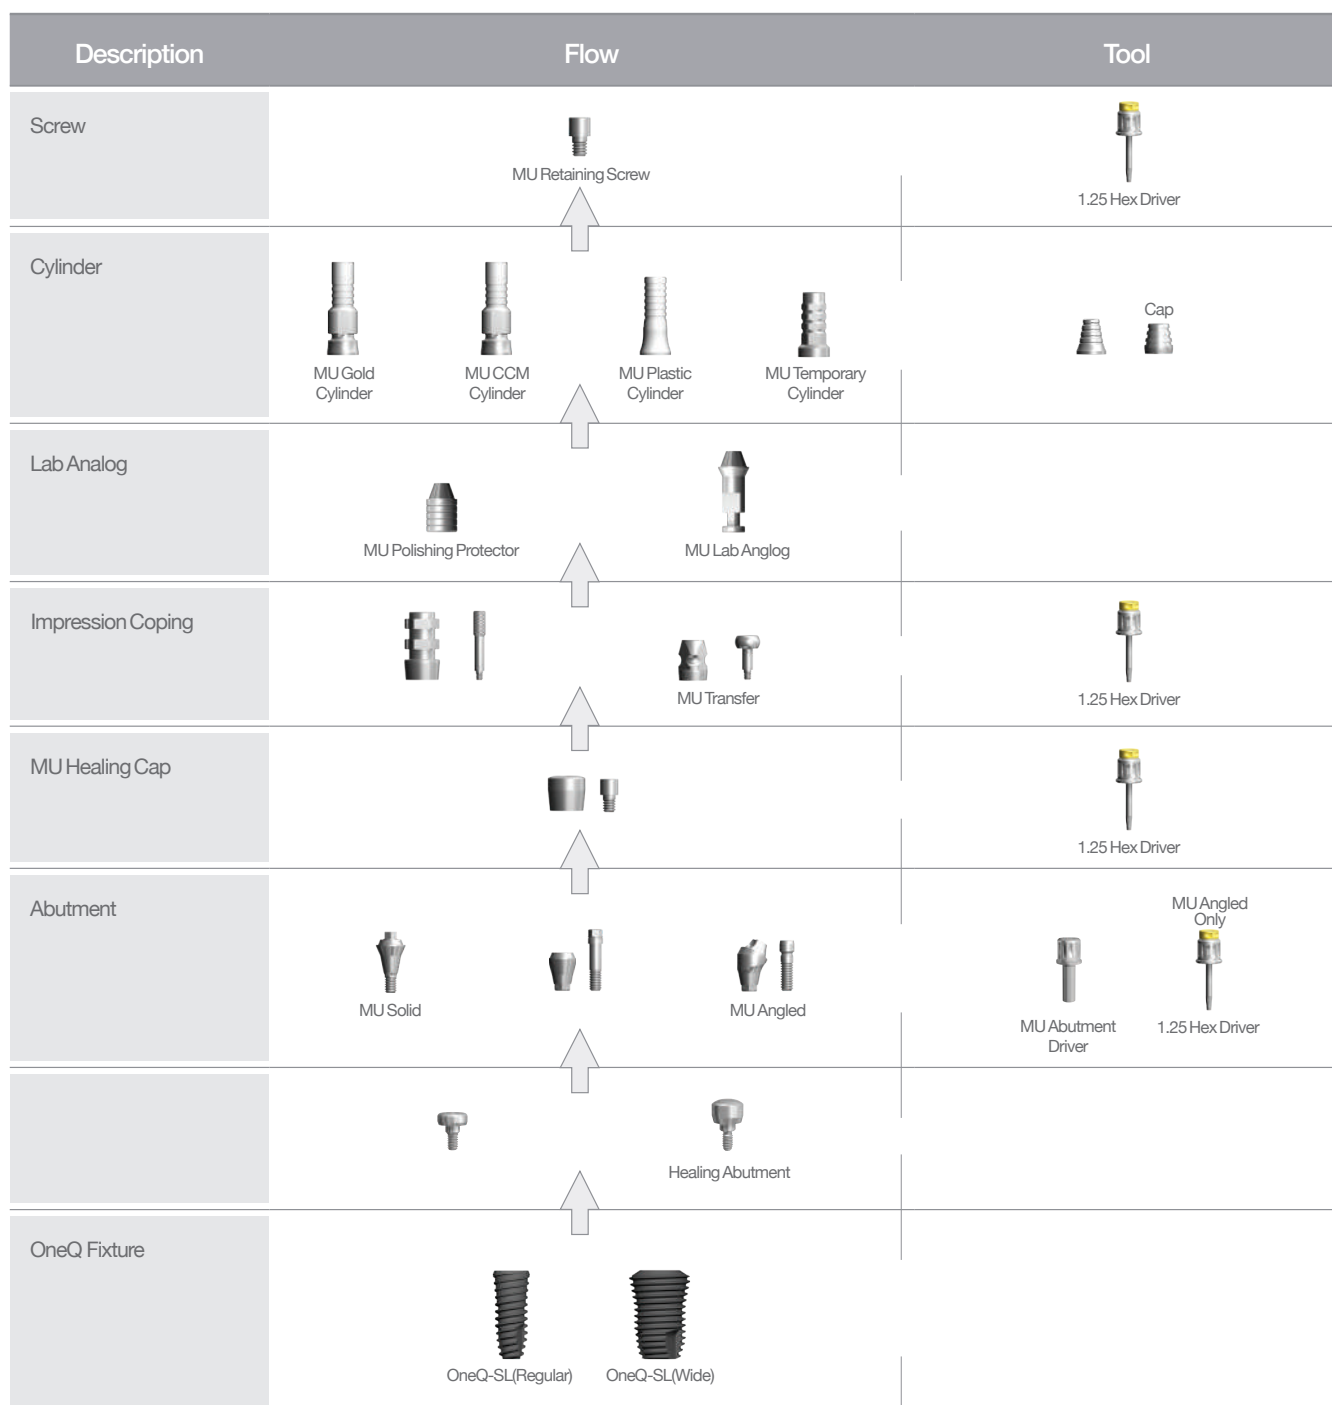 Description Flow Tool
Screw
MU Retaining Screw
1.25 Hex Driver
Cylinder
Cap
MU Gold
Cylinder
MU CCM
Cylinder
MU Plastic
Cylinder
MU Temporary
Cylinder
Lab Analog
MU Polishing Protector
MU Lab Anglog
Impression Coping
MU Transfer
1.25 Hex Driver
MU Healing Cap
1.25 Hex Driver
Abutment
MU Solid
MU Angled
MU Angled
Only
MU Abutment
Driver
1.25 Hex Driver
Healing Abutment
OneQ Fixture
OneQ-SL(Regular)
OneQ-SL(Wide)